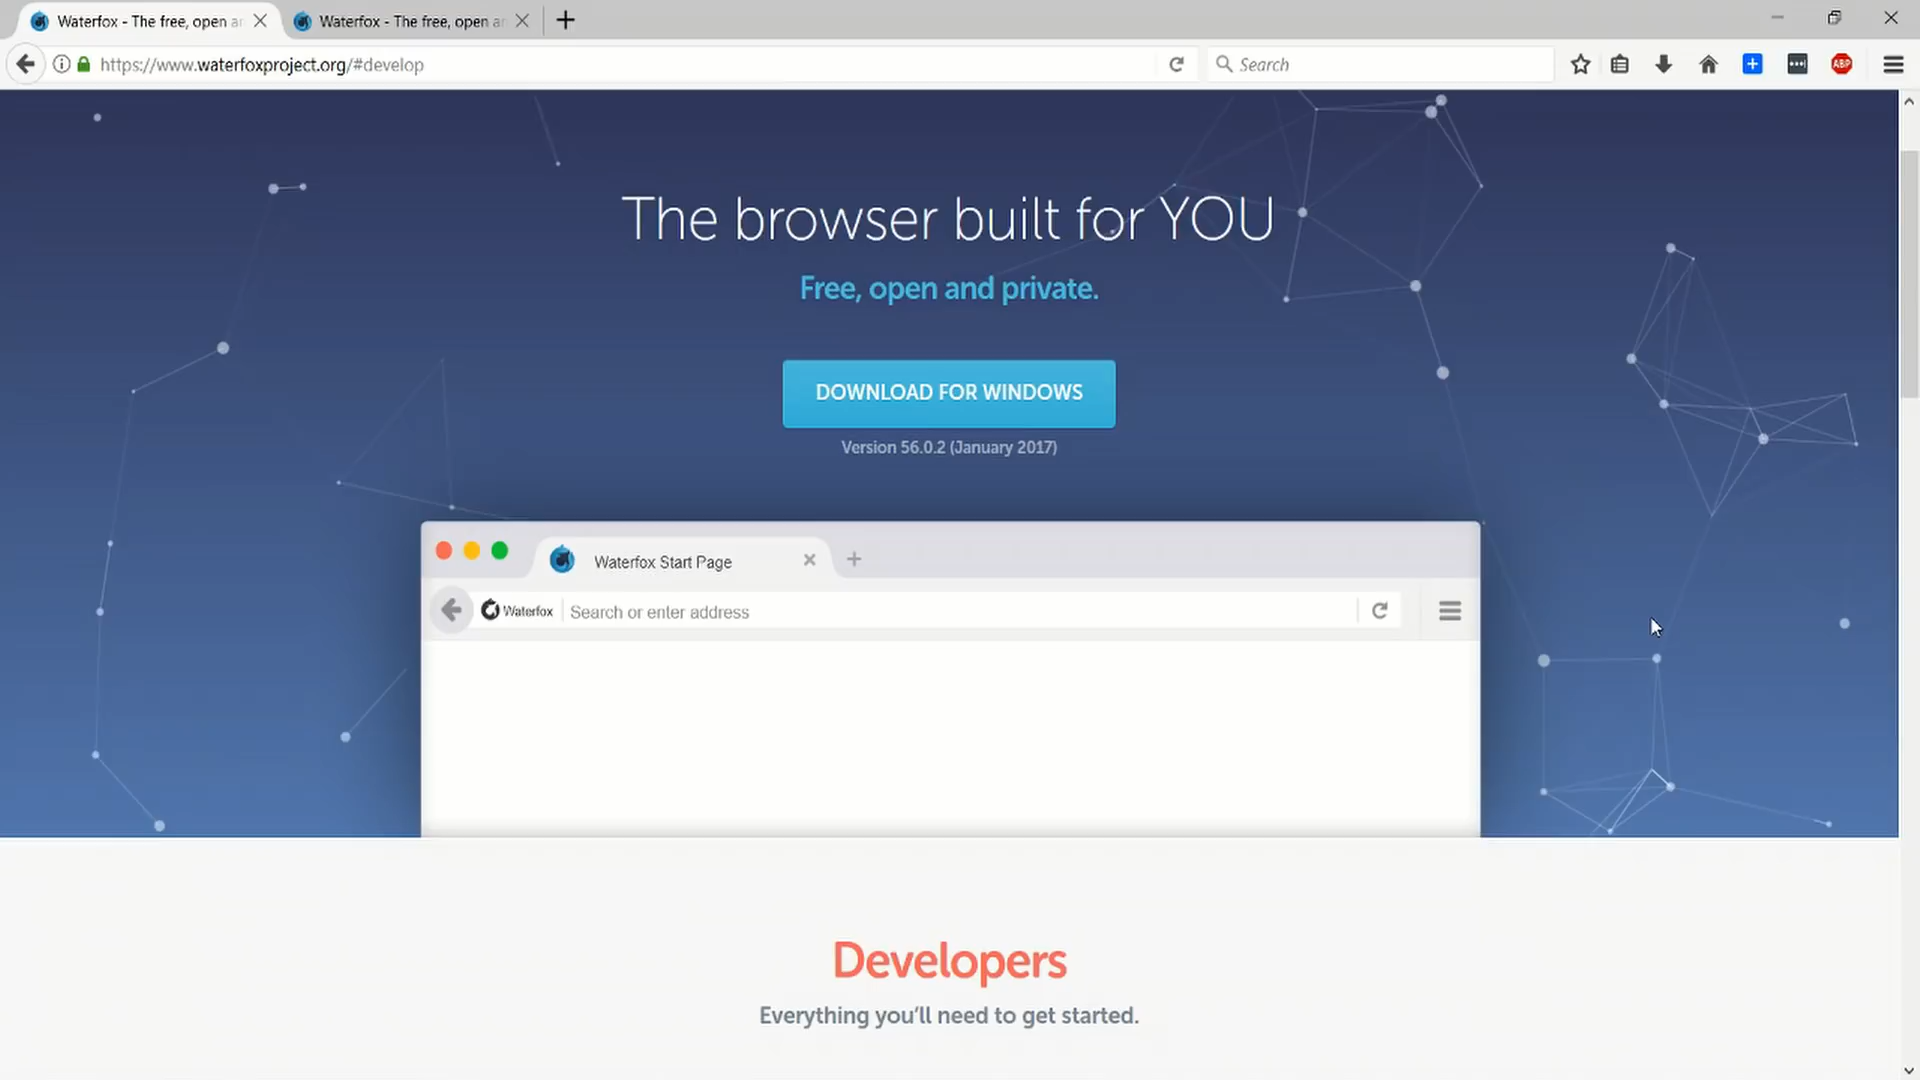 Waterfox - The free, open a
Waterfox - The free, open a
https://www.waterfoxproject.org/#develop
Search
ABP
The browser built for YOU
Free, open and private.
DOWNLOAD FOR WINDOWS
Version 56.0.2 (January 2017)
Waterfox Start Page
Waterfox
Search or enter address
Developers
Everything you’ll need to get started.